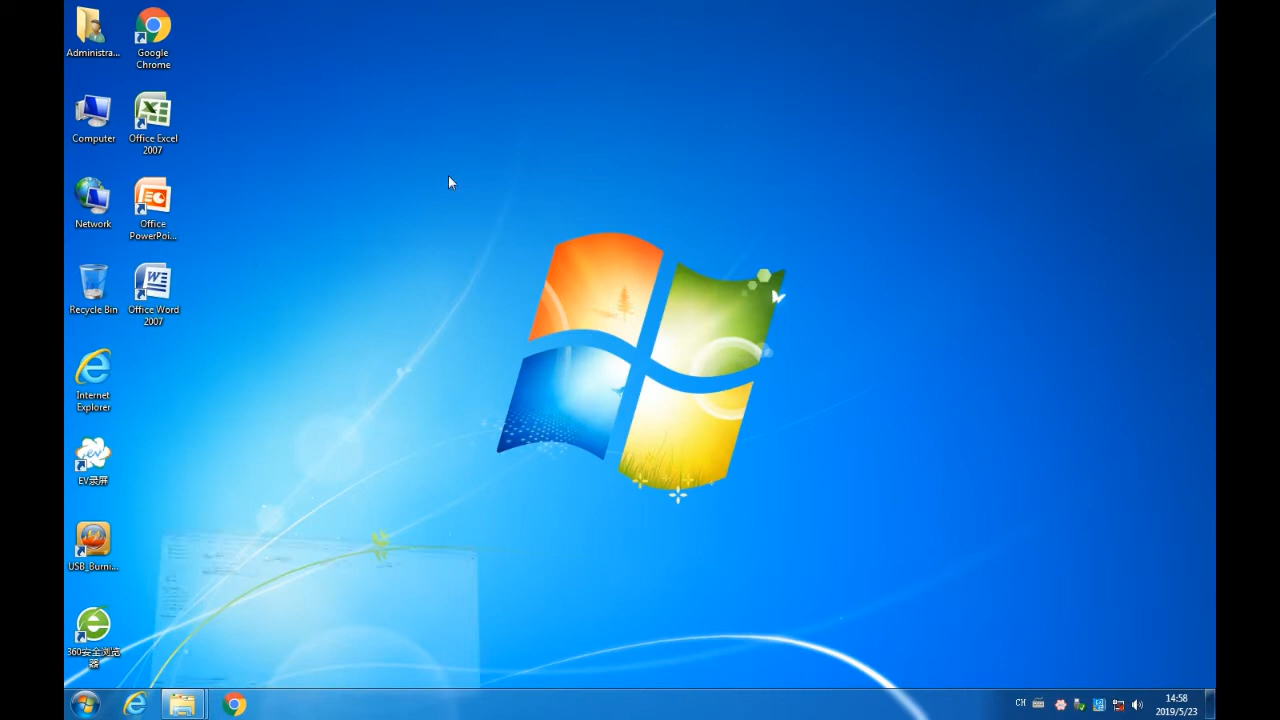 Administra...
Google
Chrome
Computer
Office Excel
2007
Network
Office
PowerPoi...
Recycle Bin
Office Word
2007
Internet
Explorer
EV录屏
USB_Burni...
360安全浏览
器
CH
14:58
2019/5/23